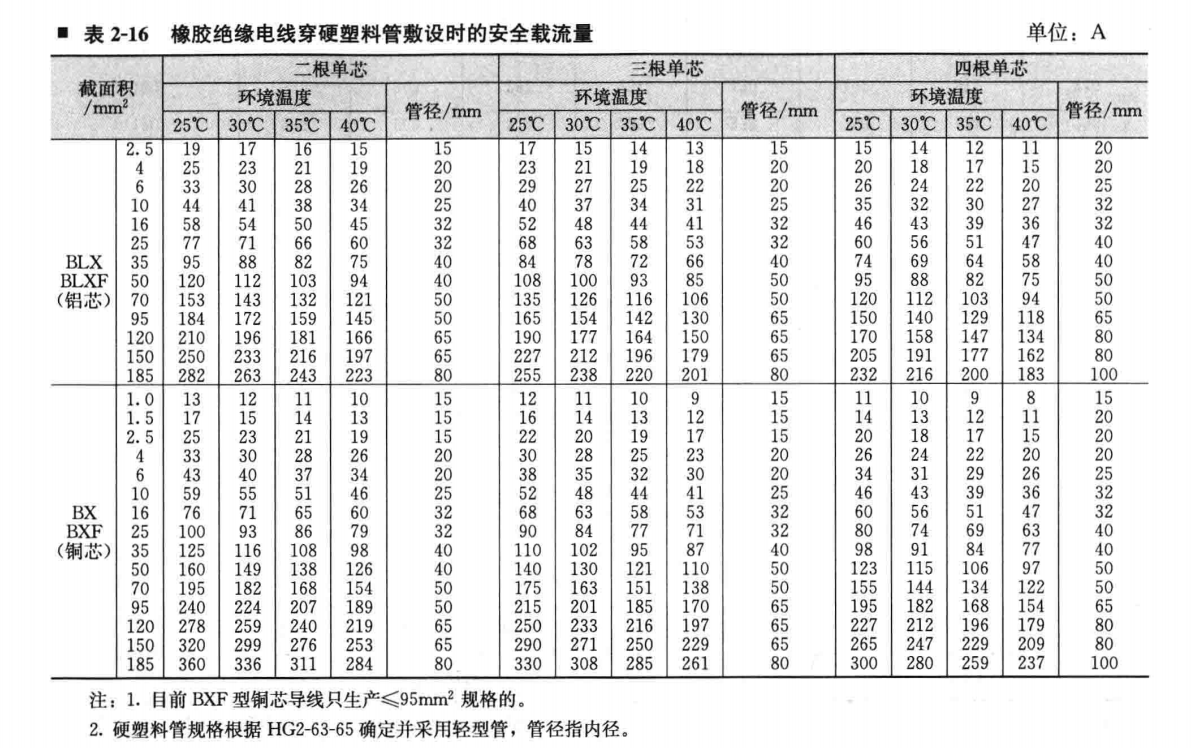 ■ 表 2-16 橡胶绝缘电线穿硬塑料管敷设时的安全载流量 单位：A
截面积 /mm² 二根单芯 三根单芯 四根单芯
环境温度 管径/mm 环境温度 管径/mm 环境温度 管径/mm
25℃ 30℃ 35℃ 40℃ 25℃ 30℃ 35℃ 40℃ 25℃ 30℃ 35℃ 40℃
BLX
BLXF
(铝芯)
2.5 19 17 16 15 15 17 15 14 13 15 15 14 12 11 20
4 25 23 21 19 20 23 21 19 18 20 20 18 17 15 20
6 33 30 28 26 20 29 27 25 22 20 26 24 22 20 25
10 44 41 38 34 25 40 37 34 31 25 35 32 30 27 32
16 58 54 50 45 32 52 48 44 41 32 46 43 39 36 32
25 77 71 66 60 32 68 63 58 53 32 60 56 51 47 40
35 95 88 82 75 40 84 78 72 66 40 74 69 64 58 40
50 120 112 103 94 40 108 100 93 85 50 95 88 82 75 50
70 153 143 132 121 50 135 126 116 106 50 120 112 103 94 50
95 184 172 159 145 50 165 154 142 130 65 150 140 129 118 65
120 210 196 181 166 65 190 177 164 150 65 170 158 147 134 80
150 250 233 216 197 65 227 212 196 179 65 205 191 177 162 80
185 282 263 243 223 80 255 238 220 201 80 232 216 200 183 100
BX
BXF
(铜芯)
1.0 13 12 11 10 15 12 11 10 9 15 11 10 9 8 15
1.5 17 15 14 13 15 16 14 13 12 15 14 13 12 11 20
2.5 25 23 21 19 15 22 20 19 17 15 20 18 17 15 20
4 33 30 28 26 20 30 28 25 23 20 26 24 22 20 20
6 43 40 37 34 20 38 35 32 30 20 34 31 29 26 25
10 59 55 51 46 25 52 48 44 41 25 46 43 39 36 32
16 76 71 65 60 32 68 63 58 53 32 60 56 51 47 32
25 100 93 86 79 32 90 84 77 71 32 80 74 69 63 40
35 125 116 108 98 40 110 102 95 87 40 98 91 84 77 40
50 160 149 138 126 40 140 130 121 110 50 123 115 106 97 50
70 195 182 168 154 50 175 163 151 138 50 155 144 134 122 50
95 240 224 207 189 50 215 201 185 170 65 195 182 168 154 65
120 278 259 240 219 65 250 233 216 197 65 227 212 196 179 80
150 320 299 276 253 65 290 271 250 229 65 265 247 229 209 80
185 360 336 311 284 80 330 308 285 261 80 300 280 259 237 100
注：1. 目前 BXF 型铜芯导线只生产≤95mm² 规格的。
2. 硬塑料管规格根据 HG2-63-65 确定并采用轻型管，管径指内径。